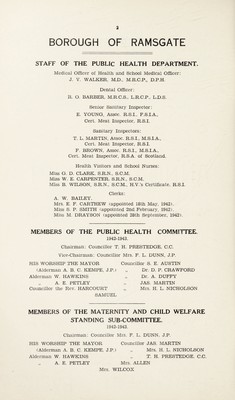 3
BOROUGH OF RAMSGATE
STAFF OF THE PUBLIC HEALTH DEPARTMENT.
Medical Officer of Health and School Medical Officer:
J. V. WALKER, M.D., M.R.C.P., D.P.H.
Dental Officer:
R. O. BARBER, M.R.C.S., L.R.C.P., L.D.S.
Senior Sanitary Inspector:
E. YOUNG, Assoc. R.S.I., F.S.I.A.,
Cert. Meat Inspector, R.S.I.
Sanitary Inspectors:
T. L. MARTIN, Assoc. R.S.I., M.S.I.A.,
Cert. Meat Inspector, R.S.I.
F. BROWN, Assoc. R.S.I., M.S.I.A.,
Cert. Meat Inspector, R.S.A. of Scotland.
Health Visitors and School Nurses:
Miss O. D. CLARK, S.R.N., S.C.M.
Miss W. E. CARPENTER, S.R.N., S.C.M.
Miss B. WILSON, S.R.N., S.C.M., H.V.'s Certificate, R.S.I.
Clerks:
A. W. BAILEY.
Mrs. E. F. CARTHEW (appointed 18th May, 1942).
Miss S. P. SMITH (appointed 2nd February, 1942).
Miss M. DRAYSON (appointed 28th September, 1942).
MEMBERS OF THE PUBLIC HEALTH COMMITTEE.
1942-1943.
Chairman: Councillor T. H. PRESTEDGE, C.C.
Vice-Chairman: Councillor Mrs. F. L. DUNN, J.P.
HIS WORSHIP THE MAYOR Councillor S. E. AUSTIN
(Alderman A. B. C. KEMPE, J.P.) „ Dr. D. P. CRAWFORD
Alderman W. HAWKINS „ Dr. A. DUFFY
„ A. E. PETLEY „ JAS. MARTIN
Councillor the Rev. HARCOURT SAMUEL „ Mrs. H. L. NICHOLSON
MEMBERS OF THE MATERNITY AND CHILD WELFARE
STANDING SUB-COMMITTEE.
1942-1943.
Chairman: Councillor Mrs. F. L. DUNN, J.P.
HIS WORSHIP THE MAYOR Councillor JAS. MARTIN
(Alderman A. B. C. KEMPE, J.P.) „ Mrs. H. L. NICHOLSON
Alderman W. HAWKINS „ T. H. PRESTEDGE, C.C.
„ A. E. PETLEY Mrs. ALLEN
Mrs. WILCOX